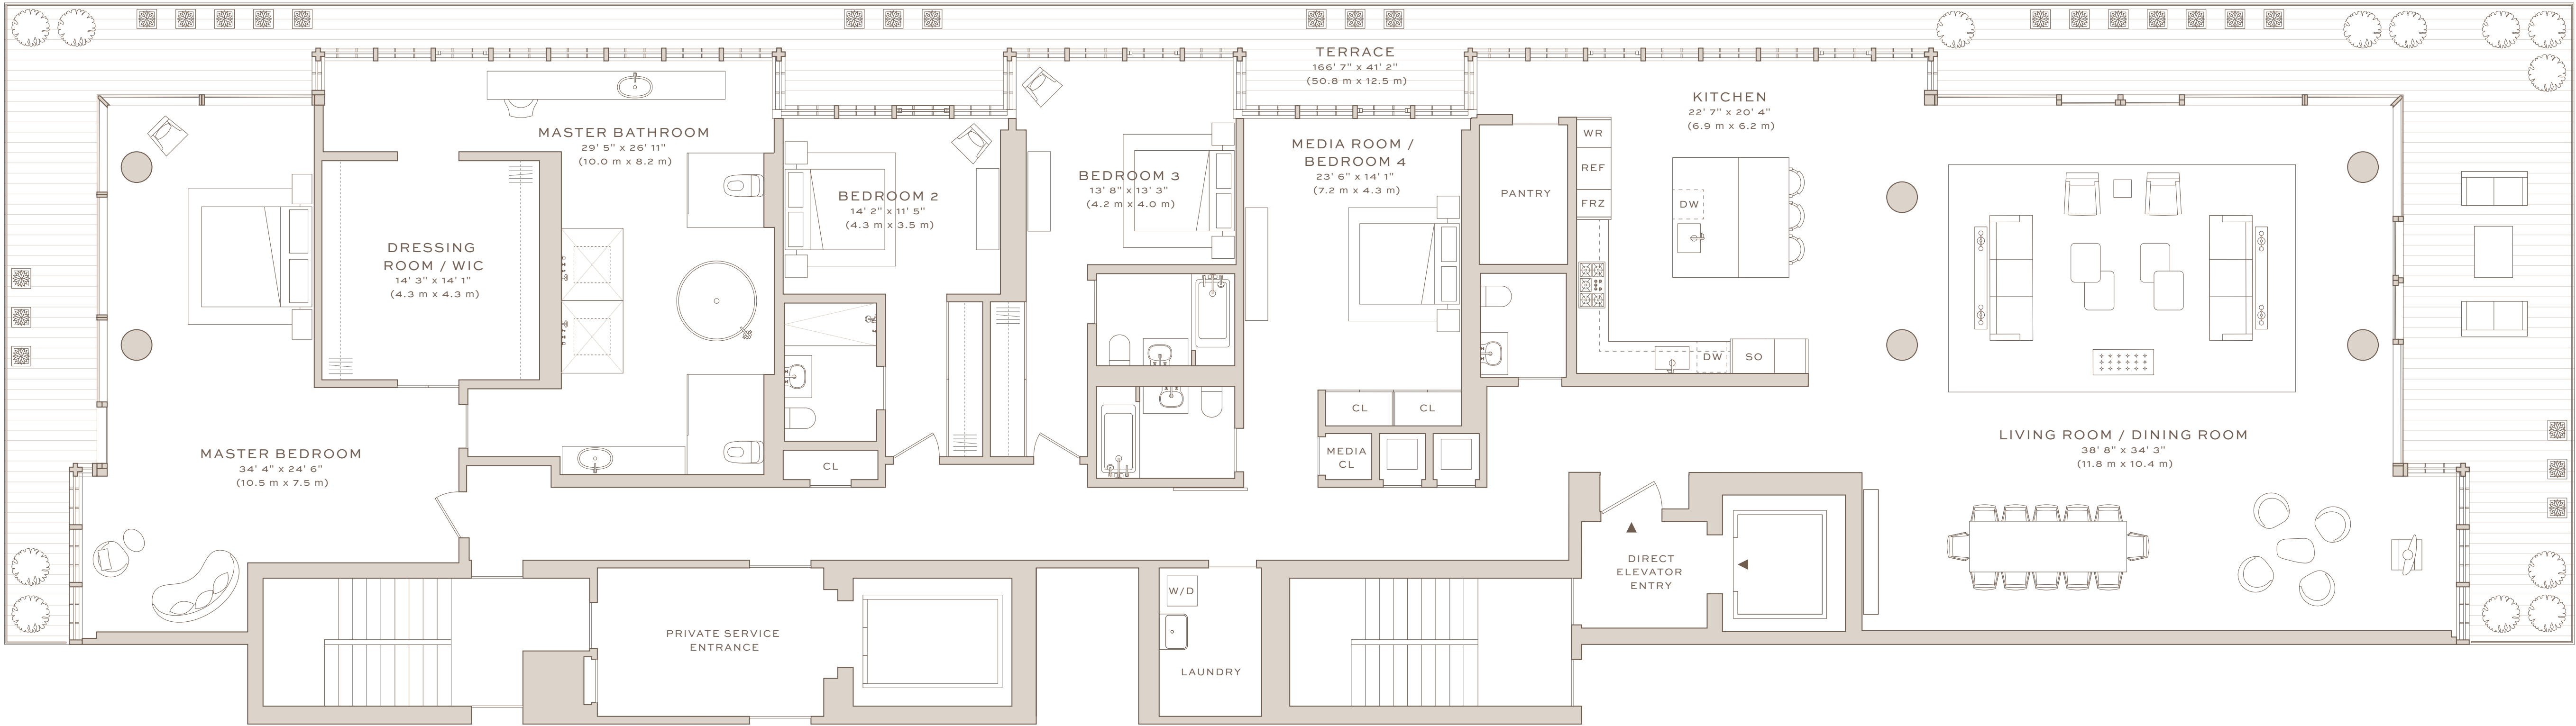 TERRACE
166' 7" x 41' 2"
(50.8 m x 12.5 m)
KITCHEN
22' 7" x 20' 4"
(6.9 m x 6.2 m)
MASTER BATHROOM
29' 5" x 26' 11"
(10.0 m x 8.2 m)
MEDIA ROOM /
BEDROOM 4
23' 6" x 14' 1"
(7.2 m x 4.3 m)
WR
REF
FRZ
BEDROOM 3
13' 8" x 13' 3"
(4.2 m x 4.0 m)
BEDROOM 2
14' 2" x 11' 5"
(4.3 m x 3.5 m)
PANTRY
DW
DRESSING
ROOM / WIC
14' 3" x 14' 1"
(4.3 m x 4.3 m)
DW
SO
CL
CL
LIVING ROOM / DINING ROOM
38' 8" x 34' 3"
(11.8 m x 10.4 m)
MASTER BEDROOM
34' 4" x 24' 6"
(10.5 m x 7.5 m)
CL
MEDIA
CL
DIRECT
ELEVATOR
ENTRY
W/D
PRIVATE SERVICE
ENTRANCE
LAUNDRY